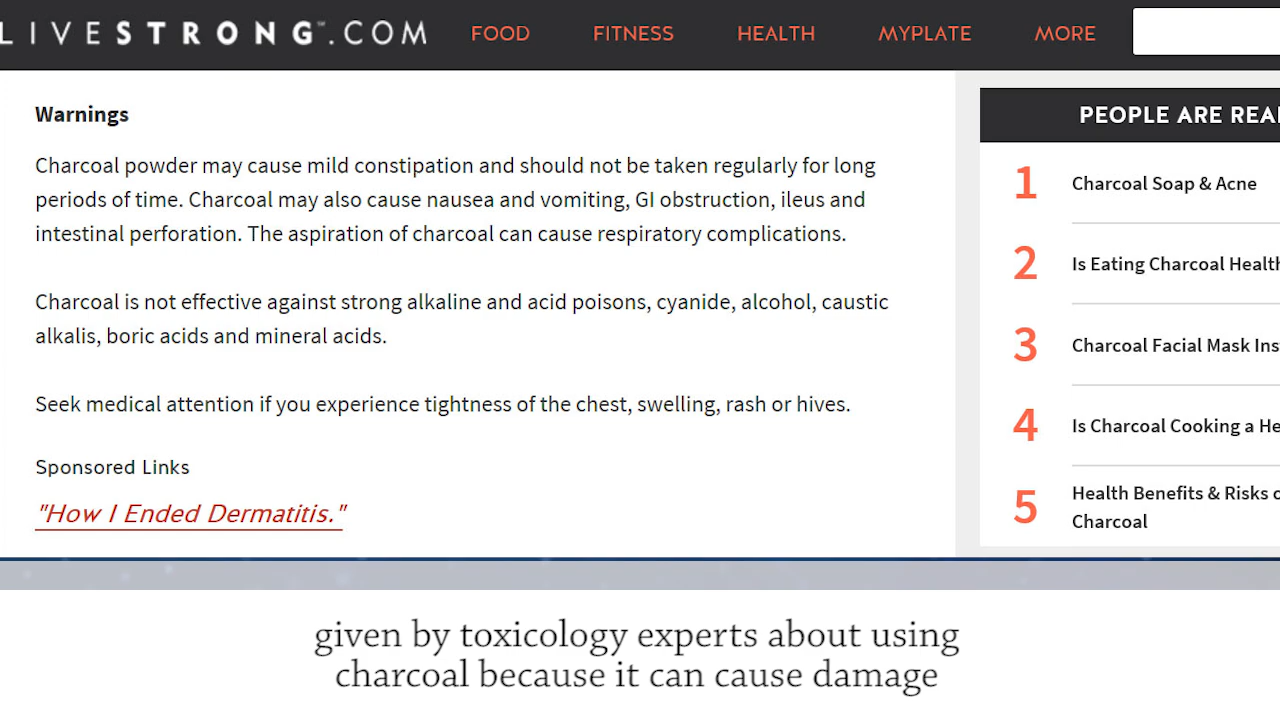 LIVESTRONG™.COM FOOD FITNESS HEALTH MYPLATE MORE
Warnings
Charcoal powder may cause mild constipation and should not be taken regularly for long
periods of time. Charcoal may also cause nausea and vomiting, GI obstruction, ileus and
intestinal perforation. The aspiration of charcoal can cause respiratory complications.
Charcoal is not effective against strong alkaline and acid poisons, cyanide, alcohol, caustic
alkalis, boric acids and mineral acids.
Seek medical attention if you experience tightness of the chest, swelling, rash or hives.
Sponsored Links
"How I Ended Dermatitis."
PEOPLE ARE
1 Charcoal Soap & Acne
2 Is Eating Charcoal
3 Charcoal Facial Mask
4 Is Charcoal Cooking a
5 Health Benefits & Risks
Charcoal
given by toxicology experts about using
charcoal because it can cause damage